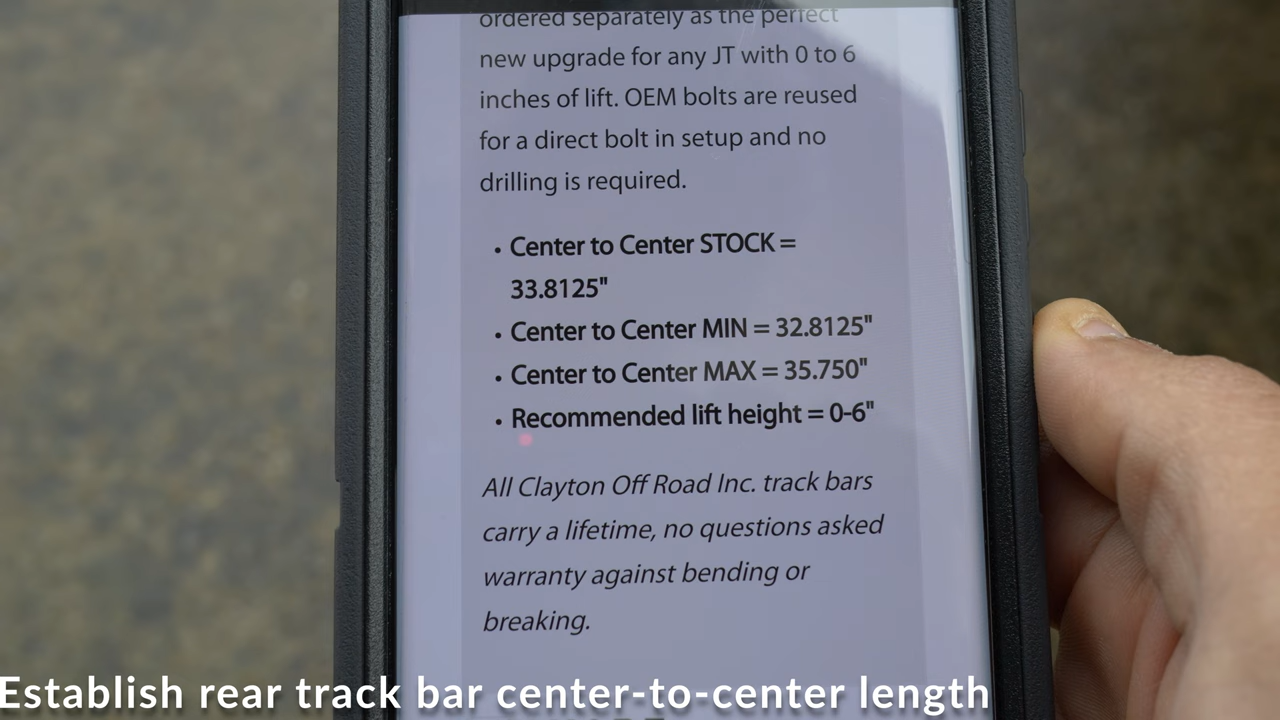 ordered separately as the perfect
new upgrade for any JT with 0 to 6
inches of lift. OEM bolts are reused
for a direct bolt in setup and no
drilling is required.
• Center to Center STOCK =
33.8125"
• Center to Center MIN = 32.8125"
• Center to Center MAX = 35.750"
• Recommended lift height = 0-6"
All Clayton Off Road Inc. track bars
carry a lifetime, no questions asked
warranty against bending or
breaking.
Establish rear track bar center-to-center length